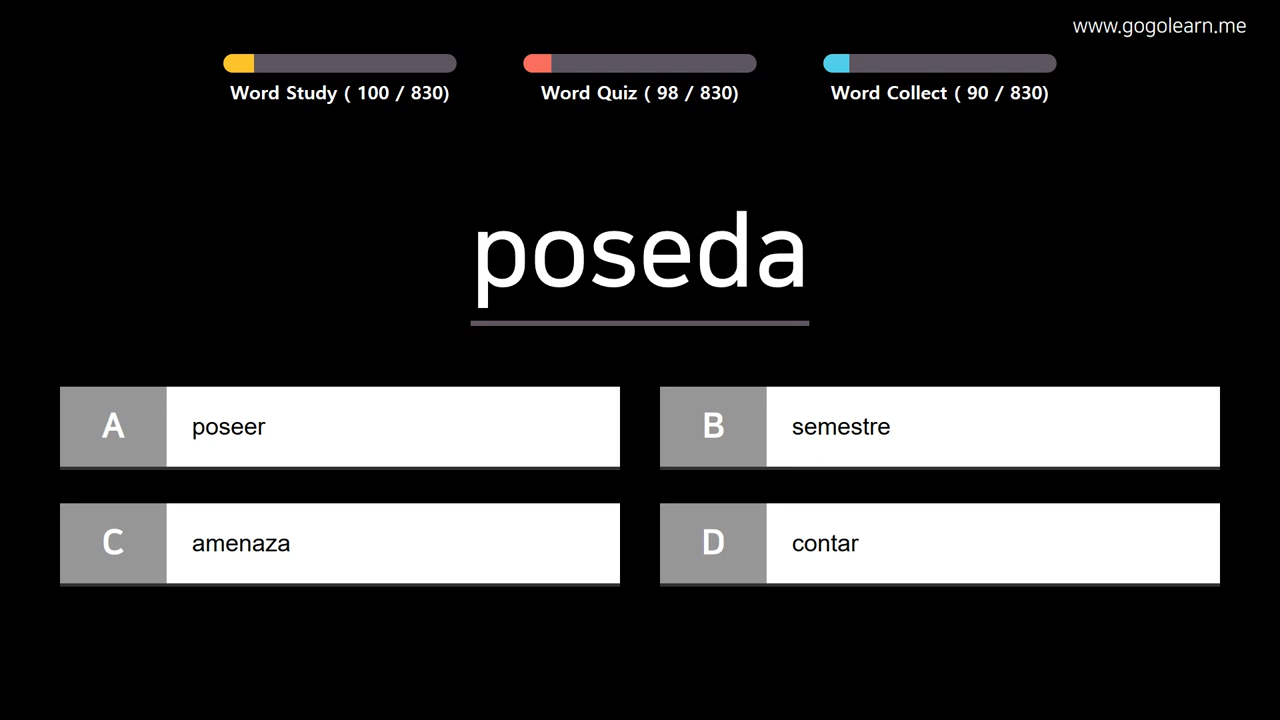 www.gogolearn.me
Word Study ( 100 / 830)
Word Quiz ( 98 / 830)
Word Collect ( 90 / 830)
poseda
A poseer
B semestre
C amenaza
D contar